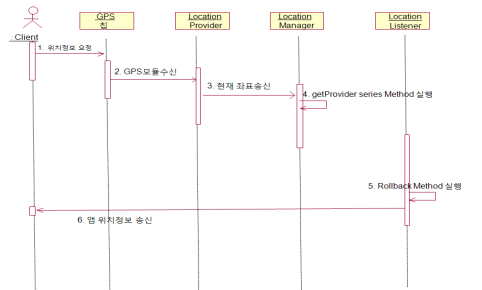 GPS
칩
Location
Provider
Location
Manager
Location
Listener
: Client
1. 위치정보 요청
2. GPS모듈수신
3. 현재 좌표송신
4. getProvider series Method 실행
5. Rollback Method 실행
6. 앱 위치정보 송신